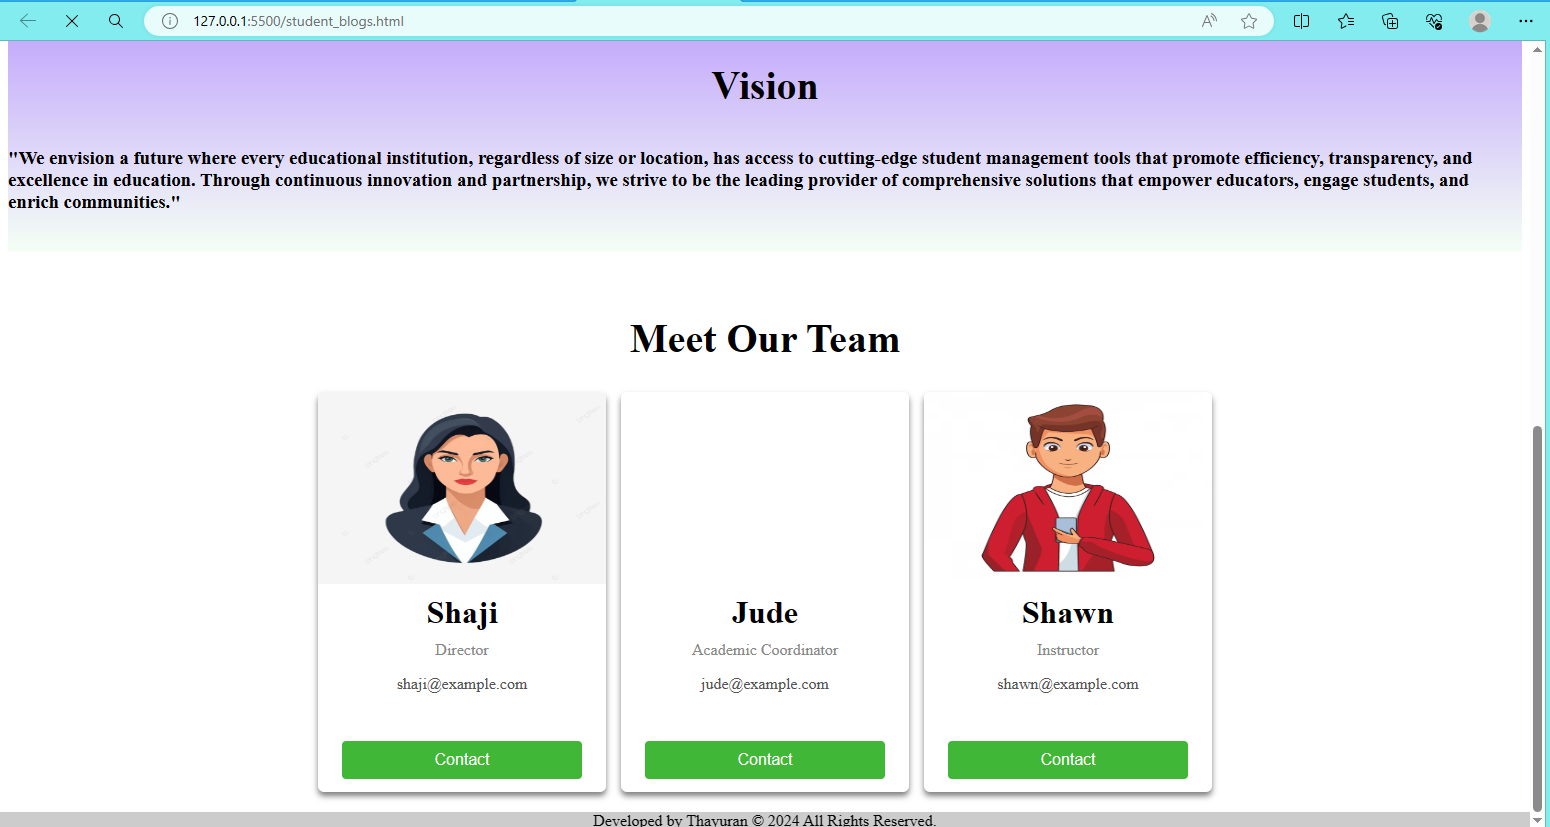 127.0.0.1:5500/student_blogs.html
Vision
"We envision a future where every educational institution, regardless of size or location, has access to cutting-edge student management tools that promote efficiency, transparency, and
excellence in education. Through continuous innovation and partnership, we strive to be the leading provider of comprehensive solutions that empower educators, engage students, and
enrich communities."
Meet Our Team
Shaji
Director
shaji@example.com
Contact
Jude
Academic Coordinator
jude@example.com
Contact
Shawn
Instructor
shawn@example.com
Contact
Developed by Thayuran © 2024 All Rights Reserved.